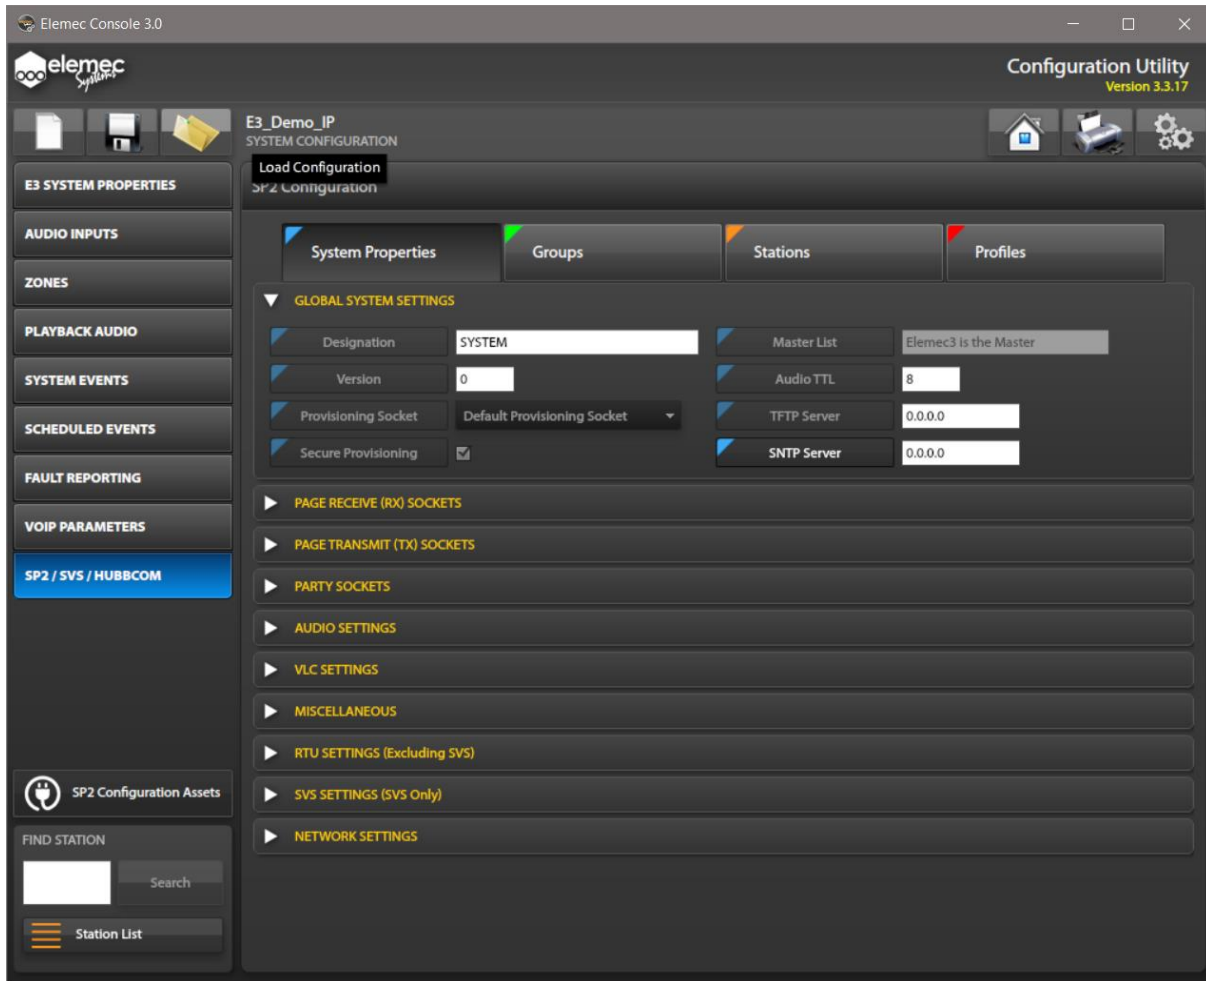 Elemec Console 3.0
elemec
Systems
Configuration Utility
Version 3.3.17
E3_Demo_IP
SYSTEM CONFIGURATION
Load Configuration
SP2 Configuration
E3 SYSTEM PROPERTIES
AUDIO INPUTS
ZONES
PLAYBACK AUDIO
SYSTEM EVENTS
SCHEDULED EVENTS
FAULT REPORTING
VOIP PARAMETERS
SP2 / SVS / HUBBCOM
SP2 Configuration Assets
FIND STATION
Search
Station List
System Properties
Groups
Stations
Profiles
GLOBAL SYSTEM SETTINGS
Designation SYSTEM
Master List Elemec3 is the Master
Version 0
Audio TTL 8
Provisioning Socket Default Provisioning Socket
TFTP Server 0.0.0.0
Secure Provisioning
SNTP Server 0.0.0.0
PAGE RECEIVE (RX) SOCKETS
PAGE TRANSMIT (TX) SOCKETS
PARTY SOCKETS
AUDIO SETTINGS
VLC SETTINGS
MISCELLANEOUS
RTU SETTINGS (Excluding SVS)
SVS SETTINGS (SVS Only)
NETWORK SETTINGS